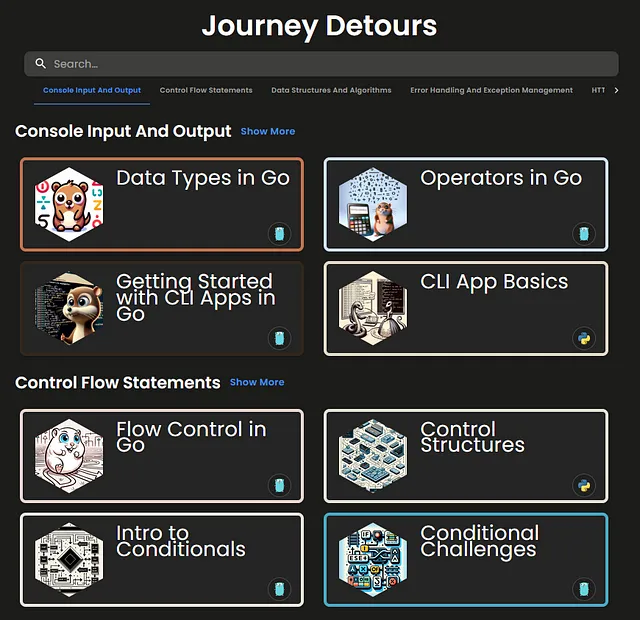 Journey Detours
Search...
Console Input And Output Control Flow Statements Data Structures And Algorithms Error Handling And Exception Management HTT
Console Input And Output Show More
Data Types in Go
Operators in Go
Getting Started
with CLI Apps in
Go
CLI App Basics
Control Flow Statements Show More
Flow Control in
Go
Control
Structures
Intro to
Conditionals
Conditional
Challenges